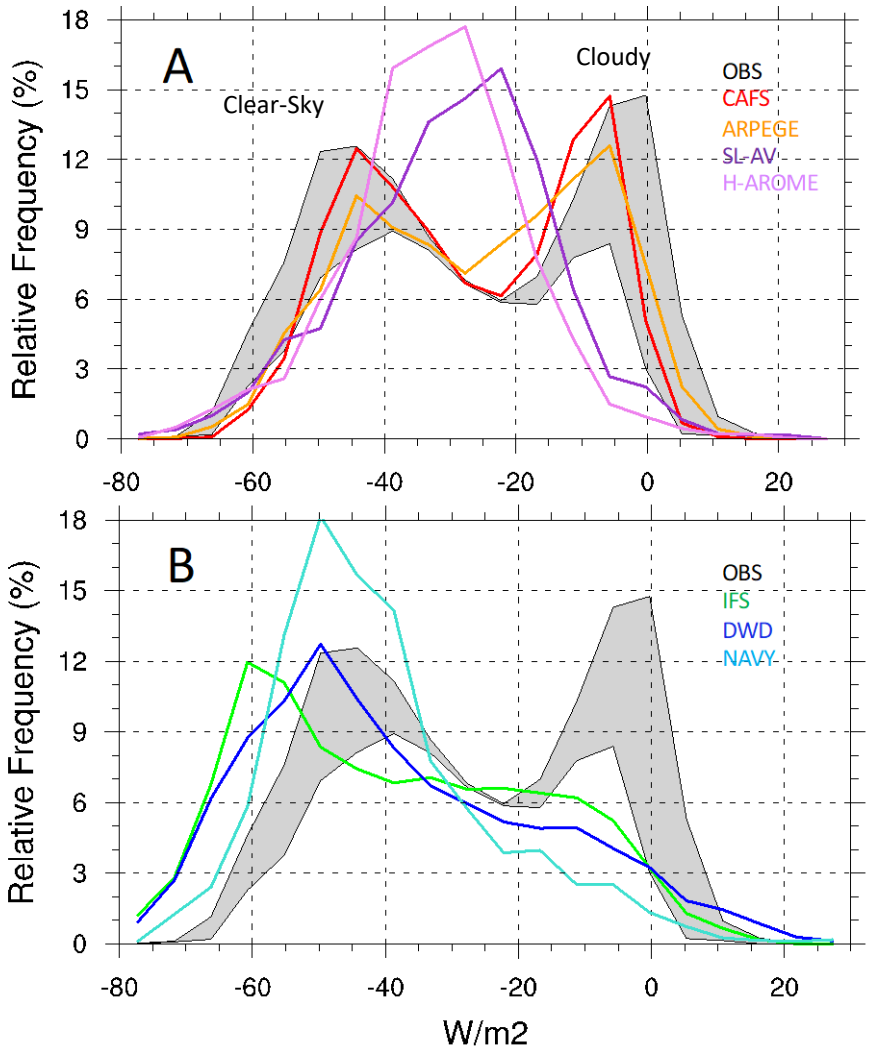 18
15
12
9
6
3
0
Relative Frequency (%)
A
Clear-Sky
Cloudy
OBS
CAFS
ARPEGE
SL-AV
H-AROME
-80 -60 -40 -20 0 20
18
15
12
9
6
3
0
Relative Frequency (%)
B
OBS
IFS
DWD
NAVY
-80 -60 -40 -20 0 20
W/m2